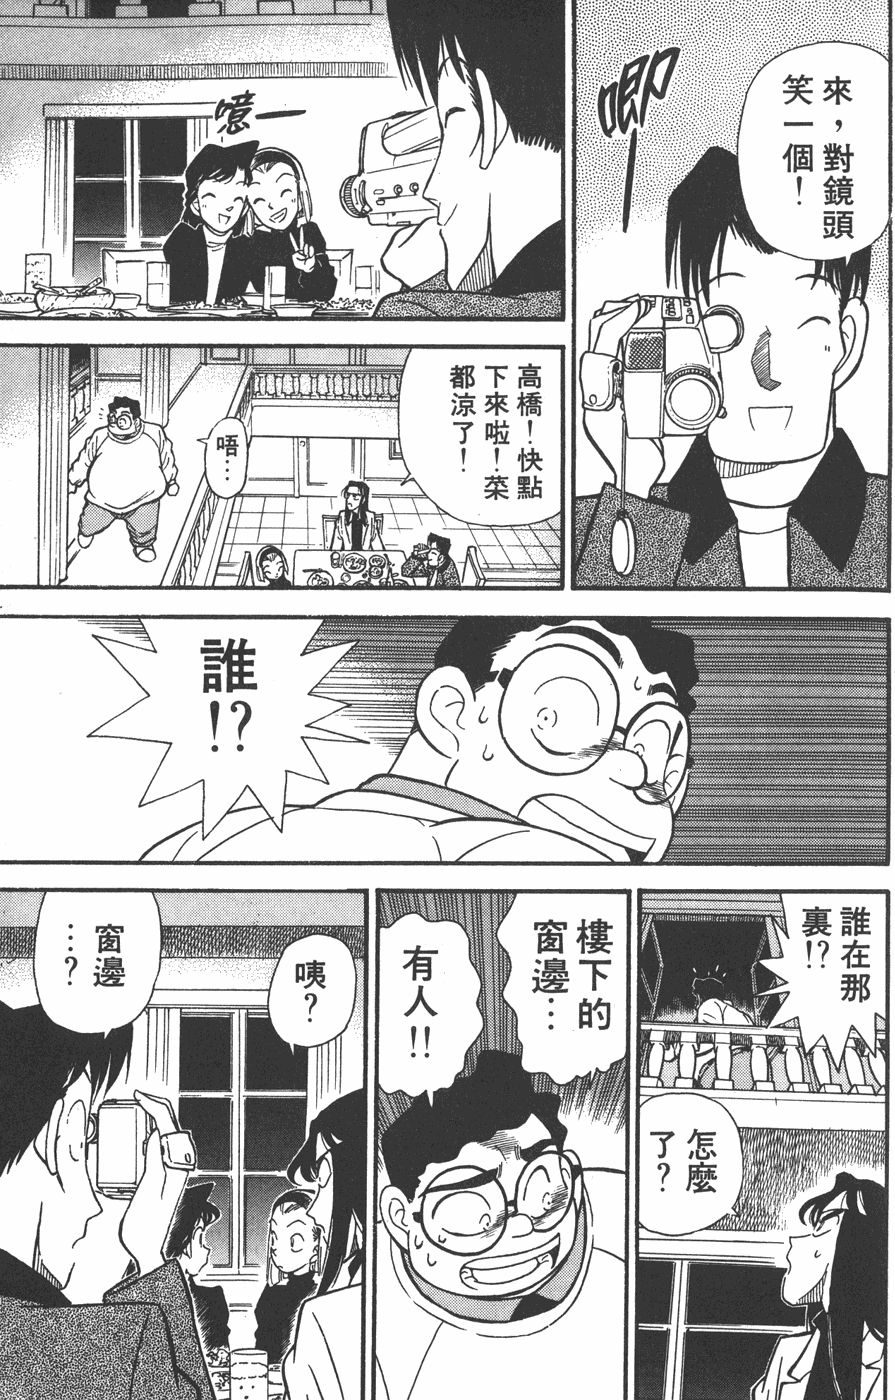 來，對鏡頭
笑一個！
唧—
噫—
高橋！快點
下來啦！菜
都涼了！
唔…
誰
!?
誰在那
裏!?
怎麼
了？
樓下的
窗邊…
有
人!!
咦？
窗邊
…？